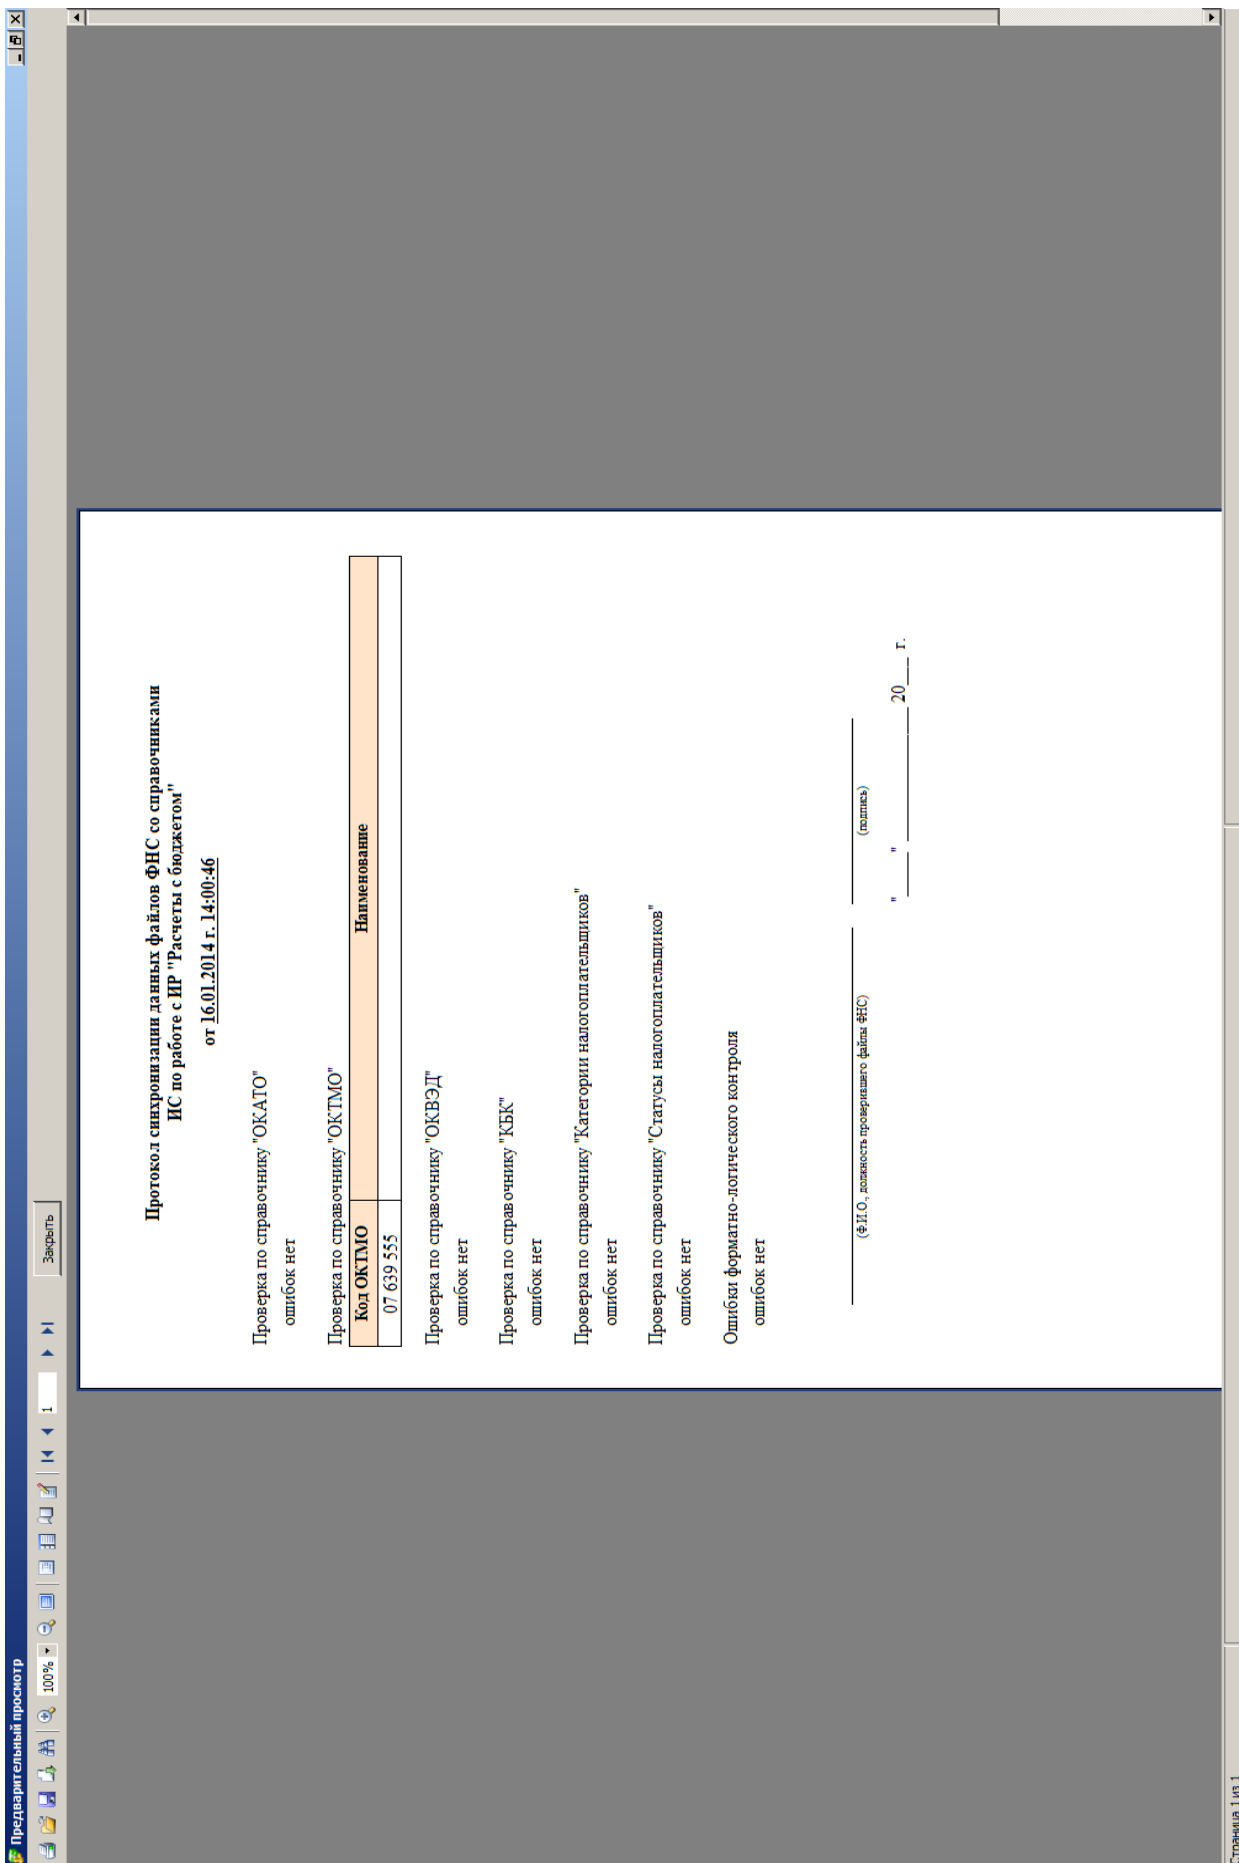 Предварительный просмотр
100%
1
Закрыть
Протокол синхронизации данных файлов ФНС со справочниками
ИС по работе с ИР "Расчеты с бюджетом"
от 16.01.2014 г. 14:00:46
Проверка по справочнику "ОКАТО"
ошибок нет
Проверка по справочнику "ОКТМО"
Код ОКТМО Наименование
07 639 555
Проверка по справочнику "ОКВЭД"
ошибок нет
Проверка по справочнику "КБК"
ошибок нет
Проверка по справочнику "Категории налогоплательщиков"
ошибок нет
Проверка по справочнику "Статусы налогоплательщиков"
ошибок нет
Ошибки форматно-логического контроля
ошибок нет
(Ф.И.О., должность проверившего файлы ФНС) (подпись)
"____" ______________ 20___ г.
Страница 1 из 1